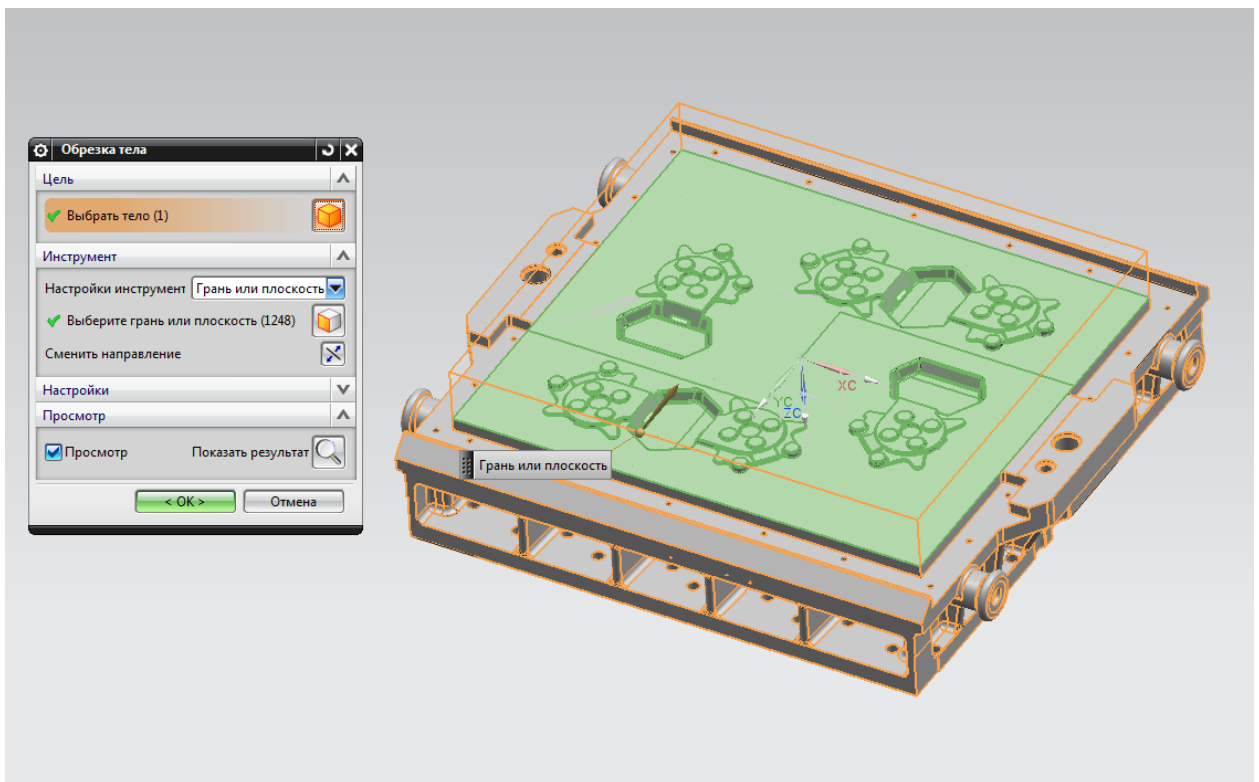 Обрезка тела
Цель
Выбрать тело (1)
Инструмент
Настройки инструмент Грань или плоскость
Выберите грань или плоскость (1248)
Сменить направление
Настройки
Просмотр
Просмотр Показать результат
< OK > Отмена
XC
YC
ZC
Грань или плоскость